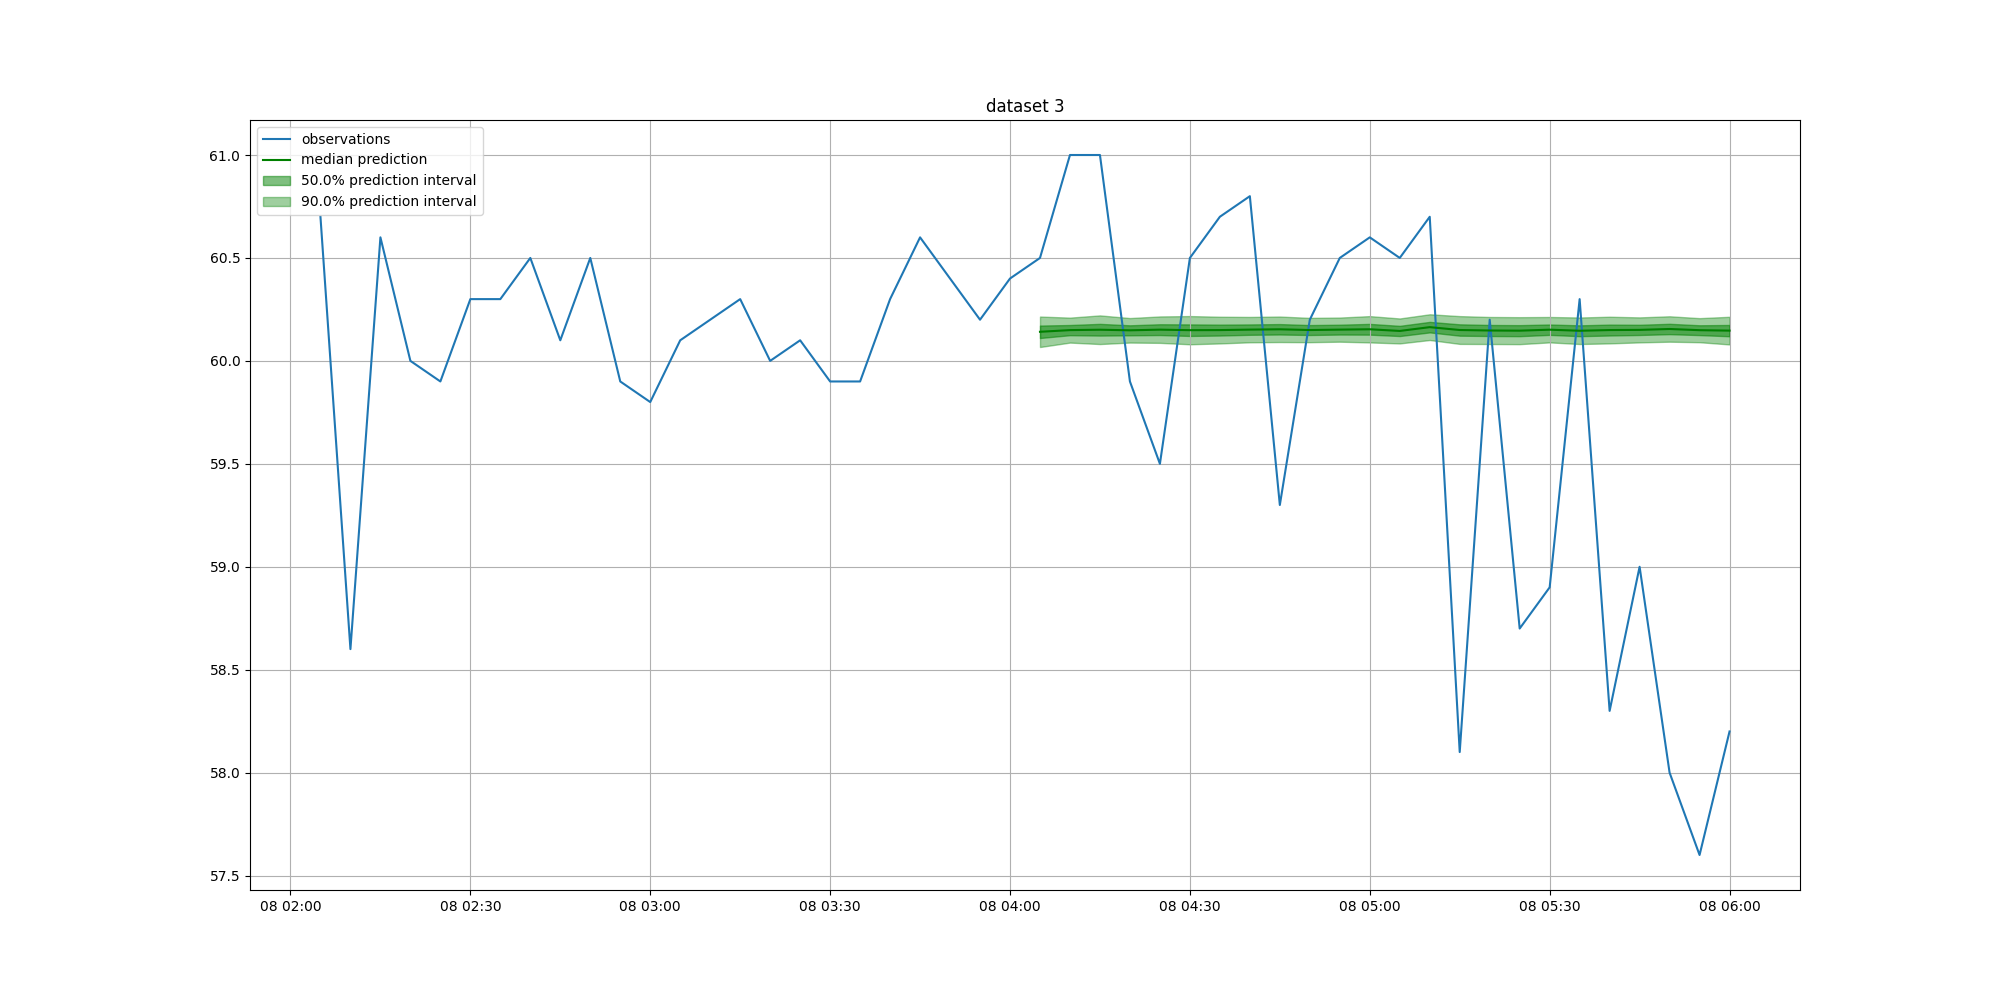 dataset 3
observations
median prediction
50.0% prediction interval
90.0% prediction interval
61.0
60.5
60.0
59.5
59.0
58.5
58.0
57.5
08 02:00 08 02:30 08 03:00 08 03:30 08 04:00 08 04:30 08 05:00 08 05:30 08 06:00